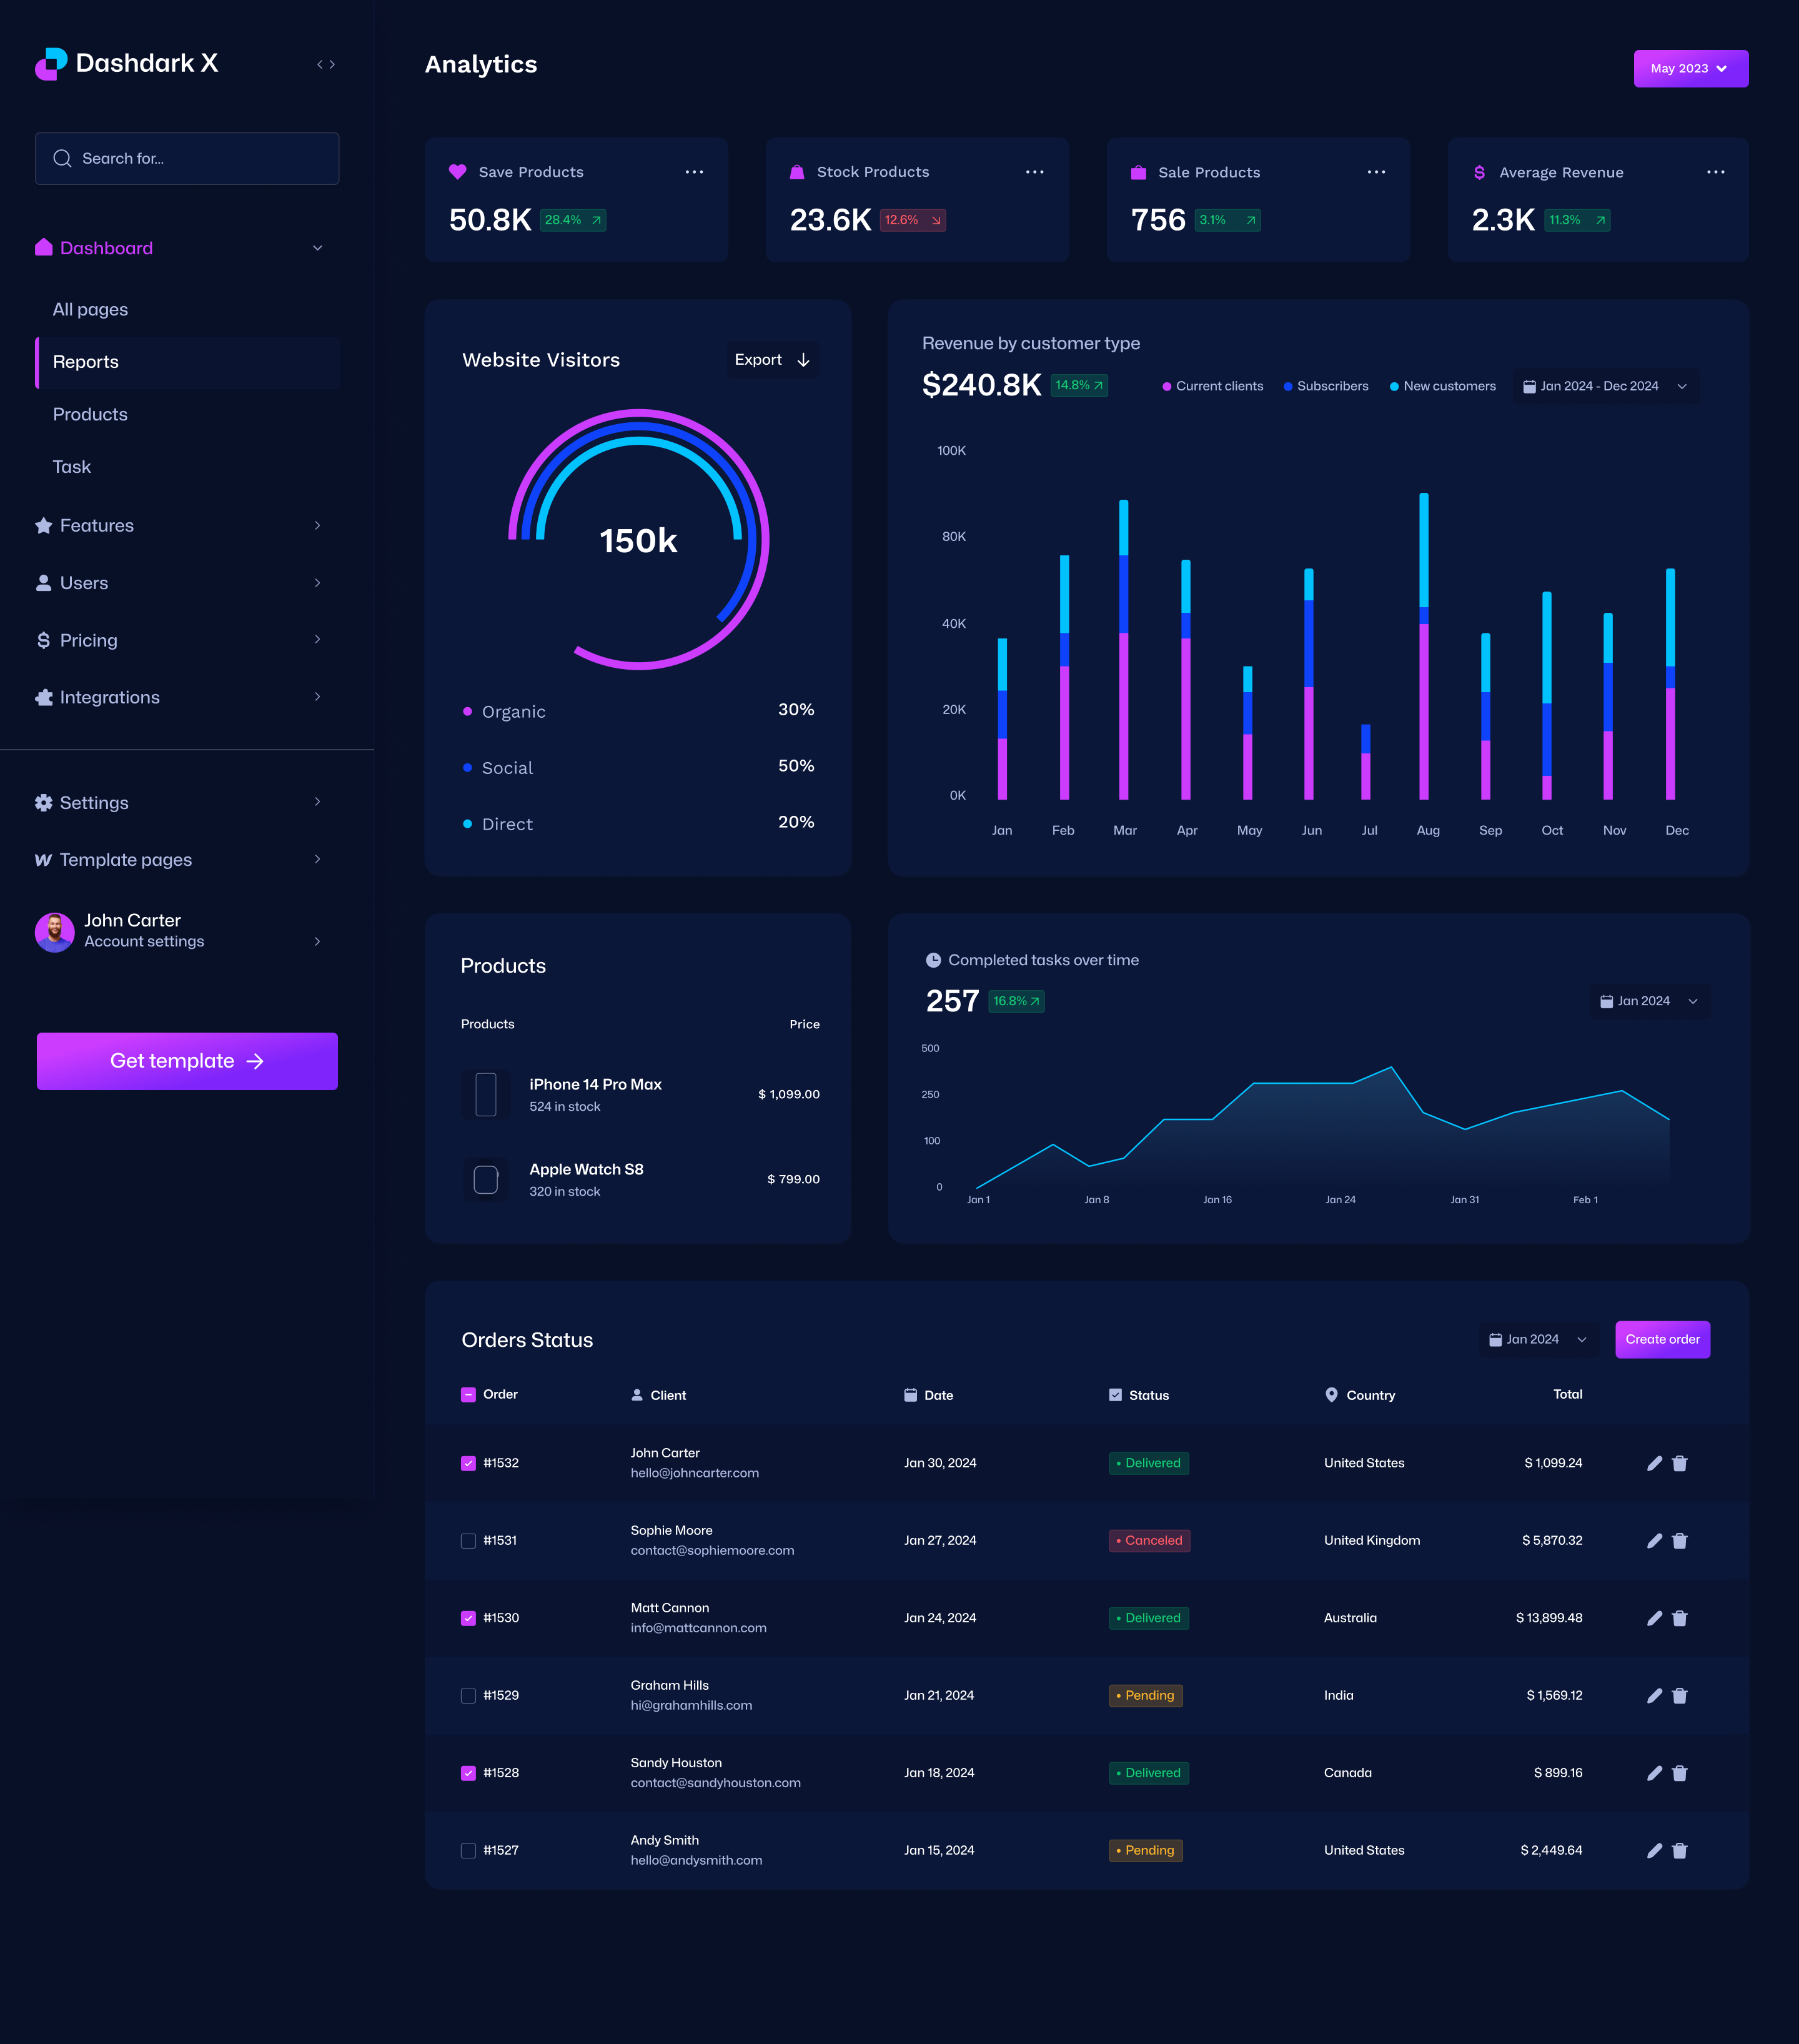 Dashdark X
Search for...
Dashboard
All pages
Reports
Products
Task
Features
Users
Pricing
Integrations
Settings
Template pages
John Carter
Account settings
Get template
Analytics
May 2023
Save Products
50.8K 28.4%
Stock Products
23.6K 12.6%
Sale Products
756 3.1%
Average Revenue
2.3K 11.3%
Website Visitors
Export
150k
Organic 30%
Social 50%
Direct 20%
Revenue by customer type
$240.8K 14.8% Current clients Subscribers New customers Jan 2024 - Dec 2024
100K
80K
40K
20K
0K
Jan Feb Mar Apr May Jun Jul Aug Sep Oct Nov Dec
Products
Products Price
iPhone 14 Pro Max
524 in stock
$ 1,099.00
Apple Watch S8
320 in stock
$ 799.00
Completed tasks over time
257 16.8% Jan 2024
500
250
100
0
Jan 1 Jan 8 Jan 16 Jan 24 Jan 31 Feb 1
Orders Status
Jan 2024 Create order
Order Client Date Status Country Total
#1532 John Carter
hello@johncarter.com
Jan 30, 2024 Delivered United States $ 1,099.24
#1531 Sophie Moore
contact@sophiemoore.com
Jan 27, 2024 Canceled United Kingdom $ 5,870.32
#1530 Matt Cannon
info@mattcannon.com
Jan 24, 2024 Delivered Australia $ 13,899.48
#1529 Graham Hills
hi@grahamhills.com
Jan 21, 2024 Pending India $ 1,569.12
#1528 Sandy Houston
contact@sandyhouston.com
Jan 18, 2024 Delivered Canada $ 899.16
#1527 Andy Smith
hello@andysmith.com
Jan 15, 2024 Pending United States $ 2,449.64